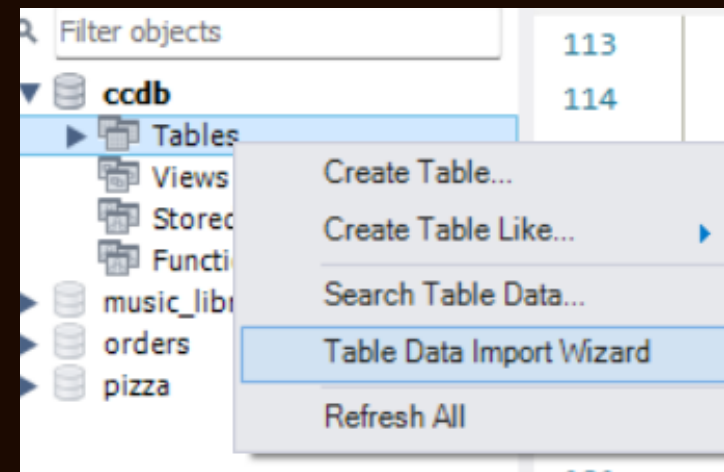 Filter objects
113
ccdb
114
Tables
Views
Create Table...
Stored
Create Table Like...
Functi
music_libr
Search Table Data...
orders
Table Data Import Wizard
pizza
Refresh All